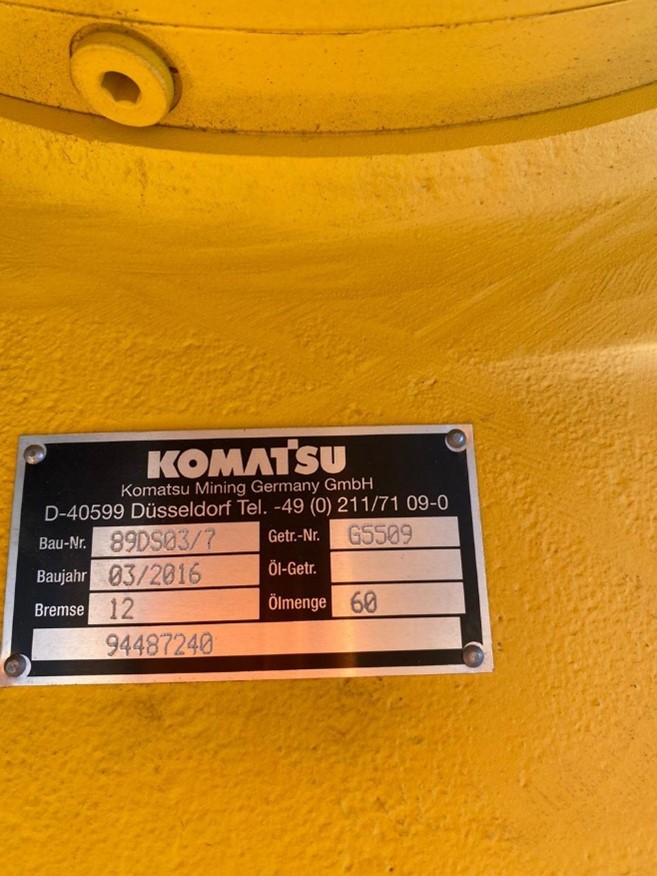 KOMATSU
Komatsu Mining Germany GmbH
D-40599 Düsseldorf Tel. -49 (0) 211/71 09-0
Bau-Nr. 89DS03/7 Getr.-Nr. G5509
Baujahr 03/2016 Öl-Getr.
Bremse 12 Ölmenge 60
94487240